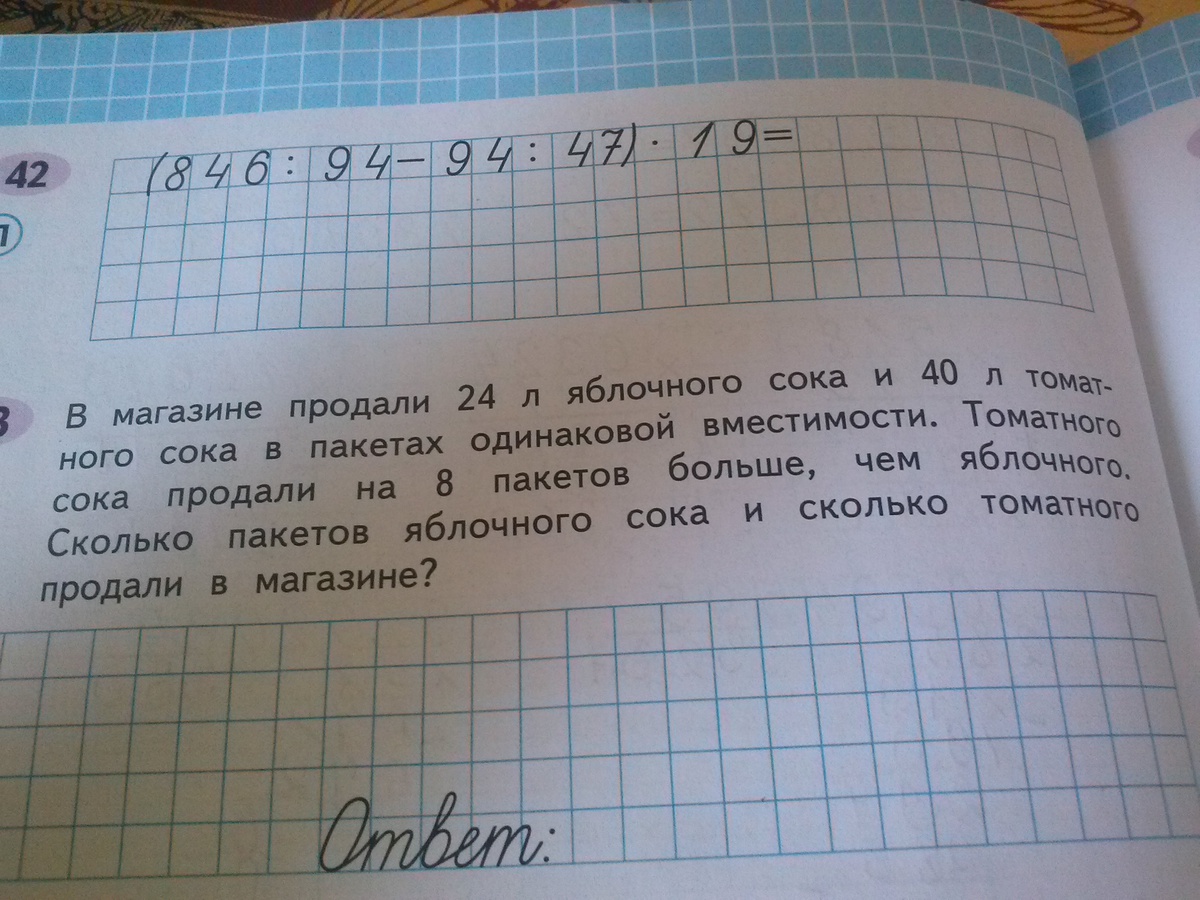 42
(846 : 94 – 94 : 47) · 19 =
В магазине продали 24 л яблочного сока и 40 л томат-
ного сока в пакетах одинаковой вместимости. Томатного
сока продали на 8 пакетов больше, чем яблочного.
Сколько пакетов яблочного сока и сколько томатного
продали в магазине?
Ответ: